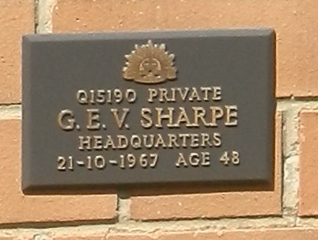 Q15190 PRIVATE
G. E. V. SHARPE
HEADQUARTERS
21-10-1967 AGE 48